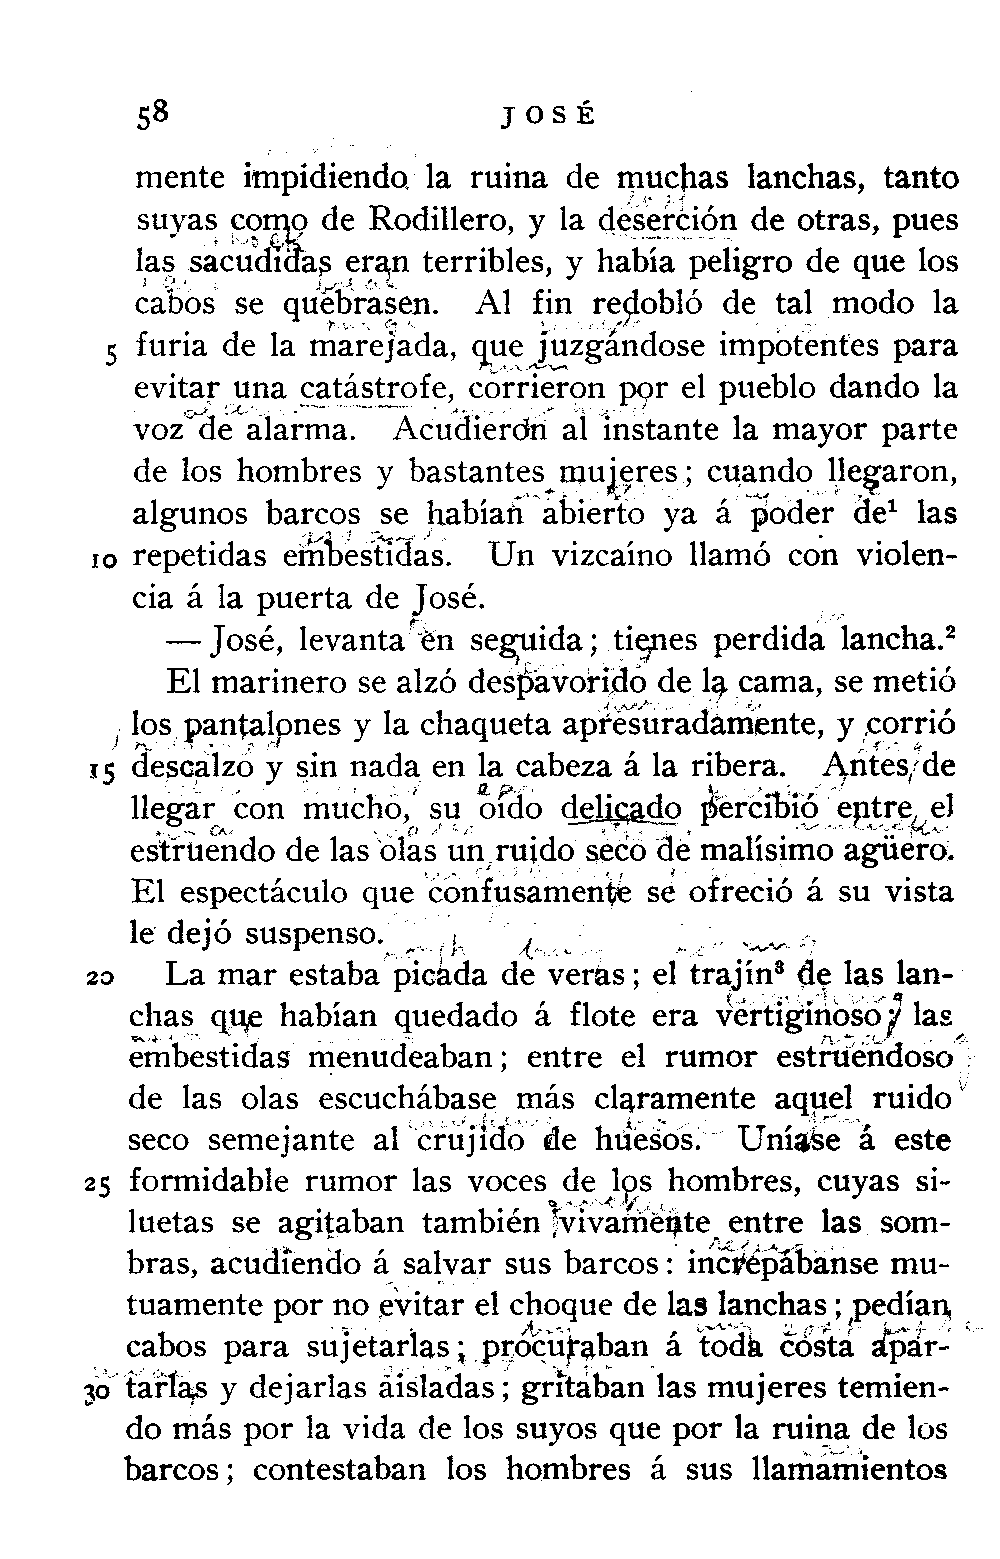 58 JOSÉ
mente impidiendo la ruina de muchas lanchas, tanto
suyas como de Rodillero, y la deserción de otras, pues
las sacudidas eran terribles, y había peligro de que los
cabos se quebrasen. Al fin redobló de tal modo la
5 furia de la marejada, que juzgándose impotentes para
evitar una catástrofe, corrieron por el pueblo dando la
voz de alarma. Acudieron al instante la mayor parte
de los hombres y bastantes mujeres; cuando llegaron,
algunos barcos se habían abierto ya á poder de¹ las
10 repetidas embestidas. Un vizcaíno llamó con violen-
cia á la puerta de José.
— José, levanta en seguida; tienes perdida lancha.²
El marinero se alzó despavorido de la cama, se metió
los pantalones y la chaqueta apresuradamente, y corrió
15 descalzo y sin nada en la cabeza á la ribera. Antes de
llegar con mucho, su oído delicado percibió entre el
estruendo de las olas un ruido seco de malísimo agüero.
El espectáculo que confusamente se ofreció á su vista
le dejó suspenso.
20 La mar estaba picada de veras; el trajín³ de las lan-
chas que habían quedado á flote era vertiginoso; las
embestidas menudeaban; entre el rumor estruendoso
de las olas escuchábase más claramente aquel ruido
seco semejante al crujido de huesos. Uníase á este
25 formidable rumor las voces de los hombres, cuyas si-
luetas se agitaban también vivamente entre las som-
bras, acudiendo á salvar sus barcos: increpábanse mu-
tuamente por no evitar el choque de las lanchas; pedían
cabos para sujetarlas; procuraban á toda costa apar-
30 tarlas y dejarlas aisladas; gritaban las mujeres temien-
do más por la vida de los suyos que por la ruina de los
barcos; contestaban los hombres á sus llamamientos